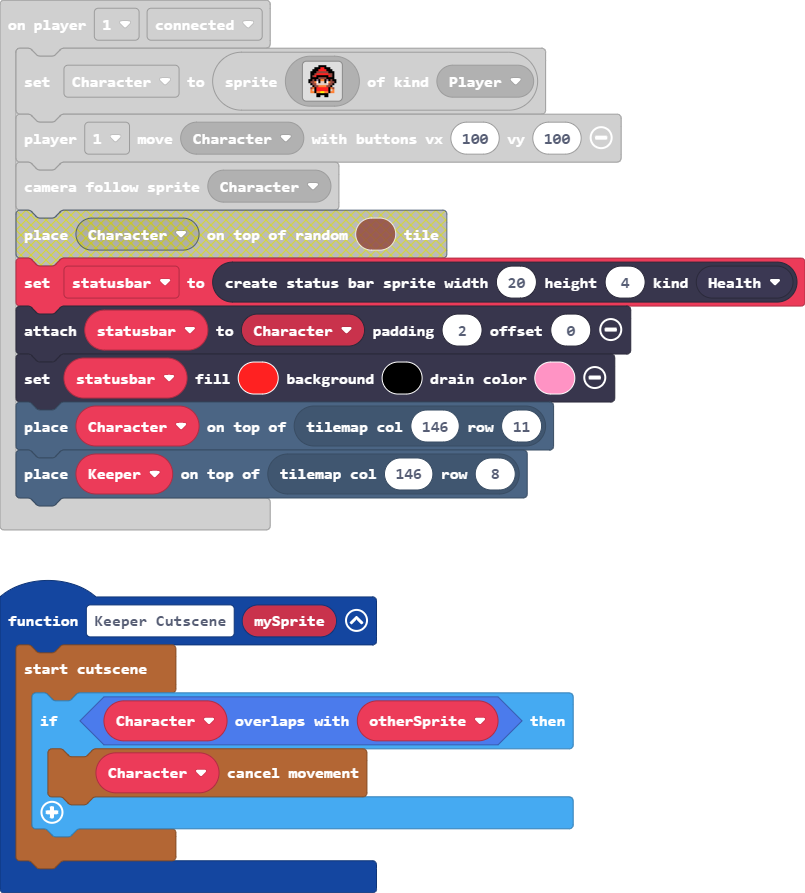 on player 1 connected
set Character to sprite of kind Player
player 1 move Character with buttons vx 100 vy 100
camera follow sprite Character
place Character on top of random tile
set statusbar to create status bar sprite width 20 height 4 kind Health
attach statusbar to Character padding 2 offset 0
set statusbar fill background drain color
place Character on top of tilemap col 146 row 11
place Keeper on top of tilemap col 146 row 8
function Keeper Cutscene mySprite
start cutscene
if Character overlaps with otherSprite then
Character cancel movement